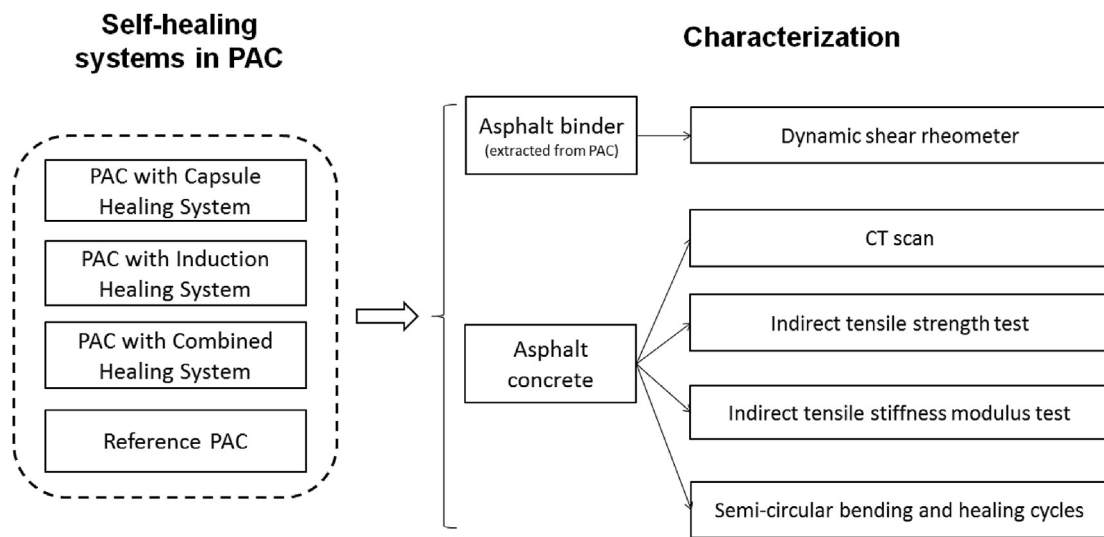 Self-healing
systems in PAC
PAC with Capsule
Healing System
PAC with Induction
Healing System
PAC with Combined
Healing System
Reference PAC
Characterization
Asphalt binder
(extracted from PAC)
Dynamic shear rheometer
Asphalt
concrete
CT scan
Indirect tensile strength test
Indirect tensile stiffness modulus test
Semi-circular bending and healing cycles